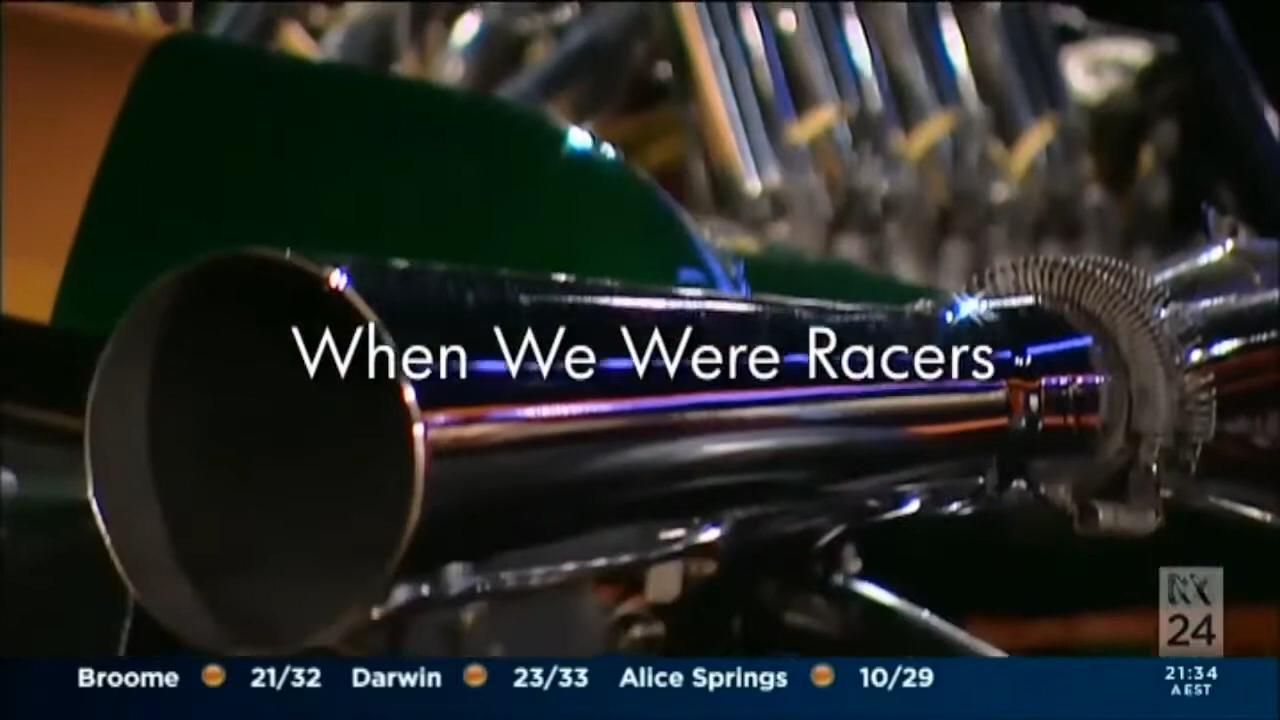 When We Were Racers
24
Broome 21/32 Darwin 23/33 Alice Springs 10/29
21:34
AEST